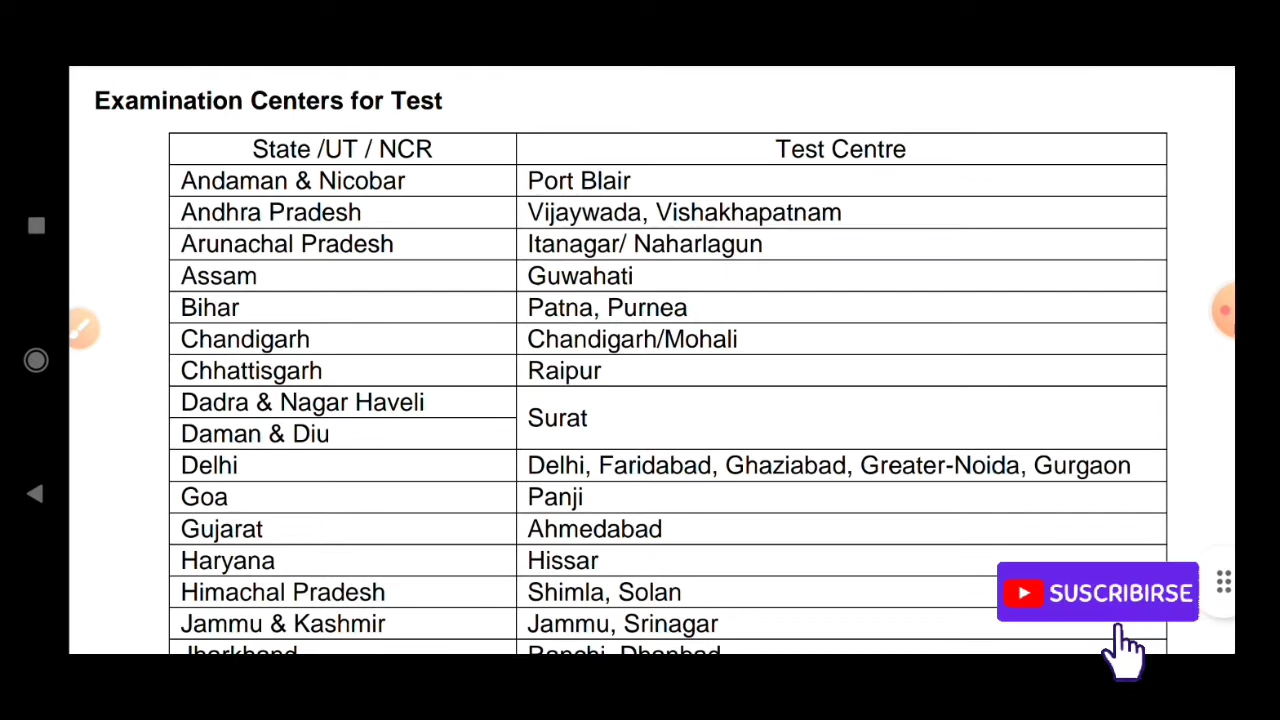 Examination Centers for Test
State /UT / NCR Test Centre
Andaman & Nicobar Port Blair
Andhra Pradesh Vijaywada, Vishakhapatnam
Arunachal Pradesh Itanagar/ Naharlagun
Assam Guwahati
Bihar Patna, Purnea
Chandigarh Chandigarh/Mohali
Chhattisgarh Raipur
Dadra & Nagar Haveli
Surat
Daman & Diu
Delhi Delhi, Faridabad, Ghaziabad, Greater-Noida, Gurgaon
Goa Panji
Gujarat Ahmedabad
Haryana Hissar
Himachal Pradesh Shimla, Solan
SUSCRIBIRSE
Jammu & Kashmir Jammu, Srinagar
Jharkhand Ranchi, Dhanbad